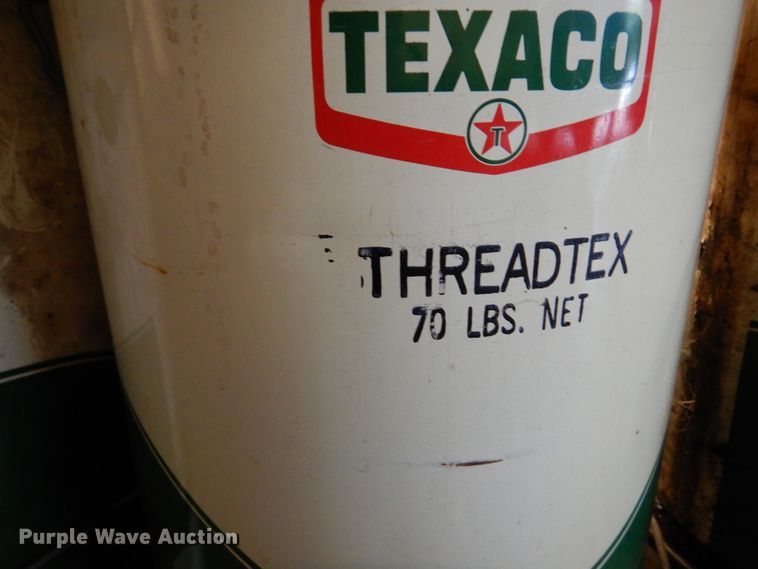 TEXACO
T
THREADTEX
70 LBS. NET
Purple Wave Auction